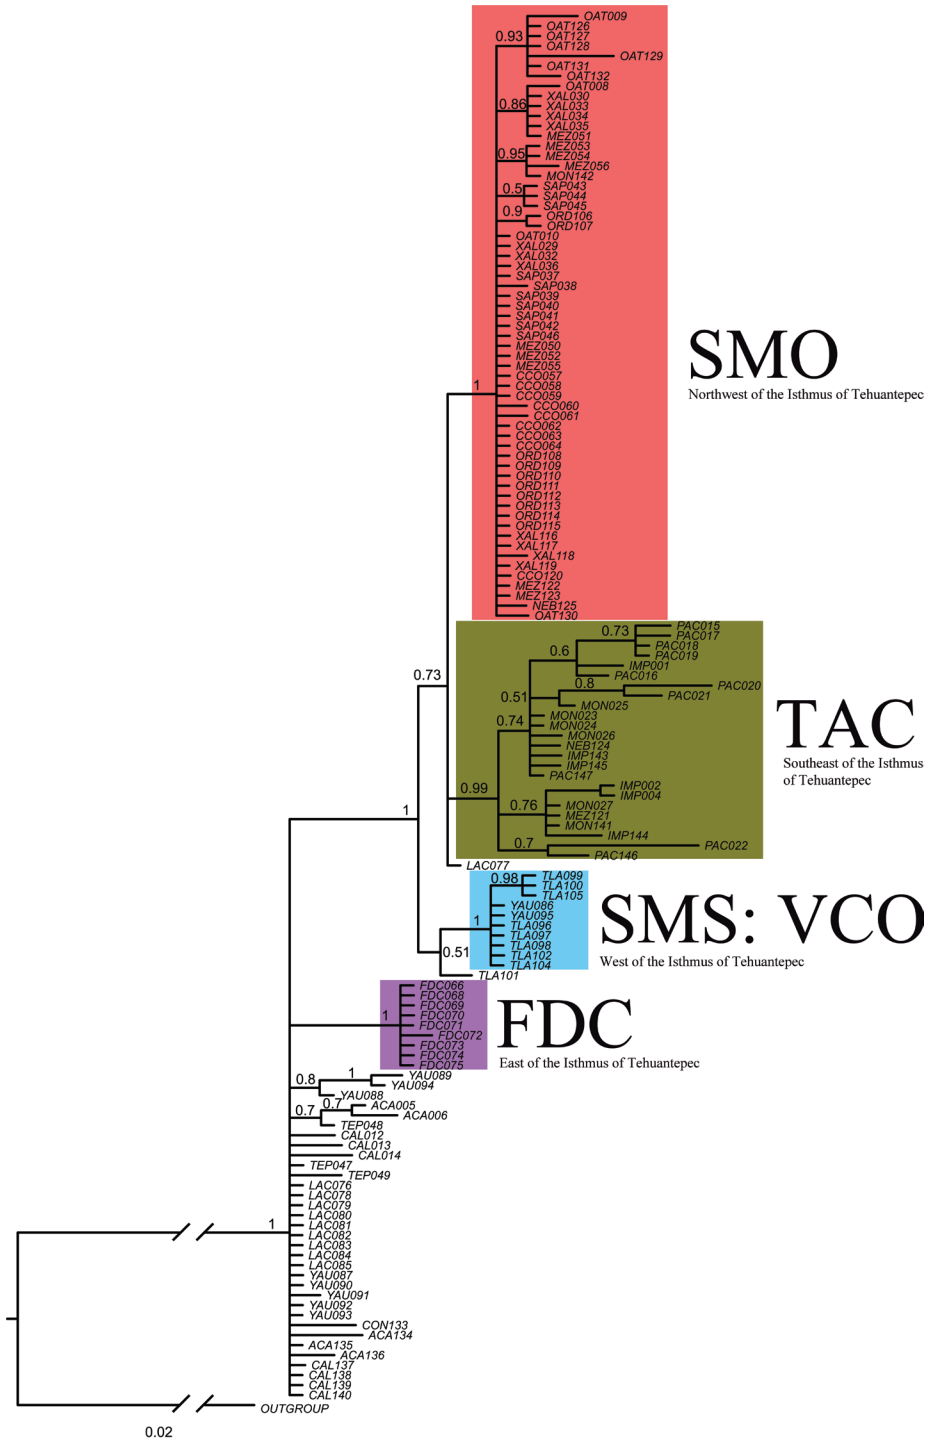 OAT009
OAT126
0.93
OAT127
OAT128
OAT129
OAT131
OAT132
OAT008
XAL030
0.86
XAL033
XAL034
XAL035
MEZ051
MEZ053
0.95
MEZ054
MEZ056
MON142
SAP043
0.5
SAP044
SAP045
0.9
ORD106
ORD107
OAT010
XAL029
XAL032
XAL036
SAP037
SAP038
SAP039
SAP040
SAP041
SAP042
SAP046
MEZ050
MEZ052
MEZ055
CCO057
1
CCO058
CCO059
CCO060
CCO061
CCO062
CCO063
CCO064
ORD108
ORD109
ORD110
ORD111
ORD112
ORD113
ORD114
ORD115
XAL116
XAL117
XAL118
XAL119
CCO120
MEZ122
MEZ123
NEB125
OAT130
SMO
Northwest of the Isthmus of Tehuantepec
PAC015
0.73
PAC017
PAC018
PAC019
0.6
IMP001
PAC016
0.73
0.8
PAC020
PAC021
0.51
MON025
MON023
0.74
MON024
MON026
NEB124
IMP143
IMP145
PAC147
0.99
IMP002
IMP004
0.76
MON027
MEZ121
MON141
IMP144
0.7
PAC022
PAC146
TAC
Southeast of the Isthmus
of Tehuantepec
1
LAC077
0.98
TLA099
TLA100
TLA105
YAU086
1
YAU095
TLA096
TLA097
TLA098
0.51
TLA102
TLA104
TLA101
SMS: VCO
West of the Isthmus of Tehuantepec
FDC066
FDC068
FDC069
1
FDC070
FDC071
FDC072
FDC073
FDC074
FDC075
FDC
East of the Isthmus of Tehuantepec
0.8
1
YAU089
YAU094
YAU088
0.7
0.7
ACA005
ACA006
TEP048
CAL012
CAL013
CAL014
TEP047
TEP049
LAC076
LAC078
LAC079
LAC080
1
LAC081
LAC082
LAC083
LAC084
LAC085
YAU087
YAU090
YAU091
YAU092
YAU093
CON133
ACA134
ACA135
ACA136
CAL137
CAL138
CAL139
CAL140
OUTGROUP
0.02